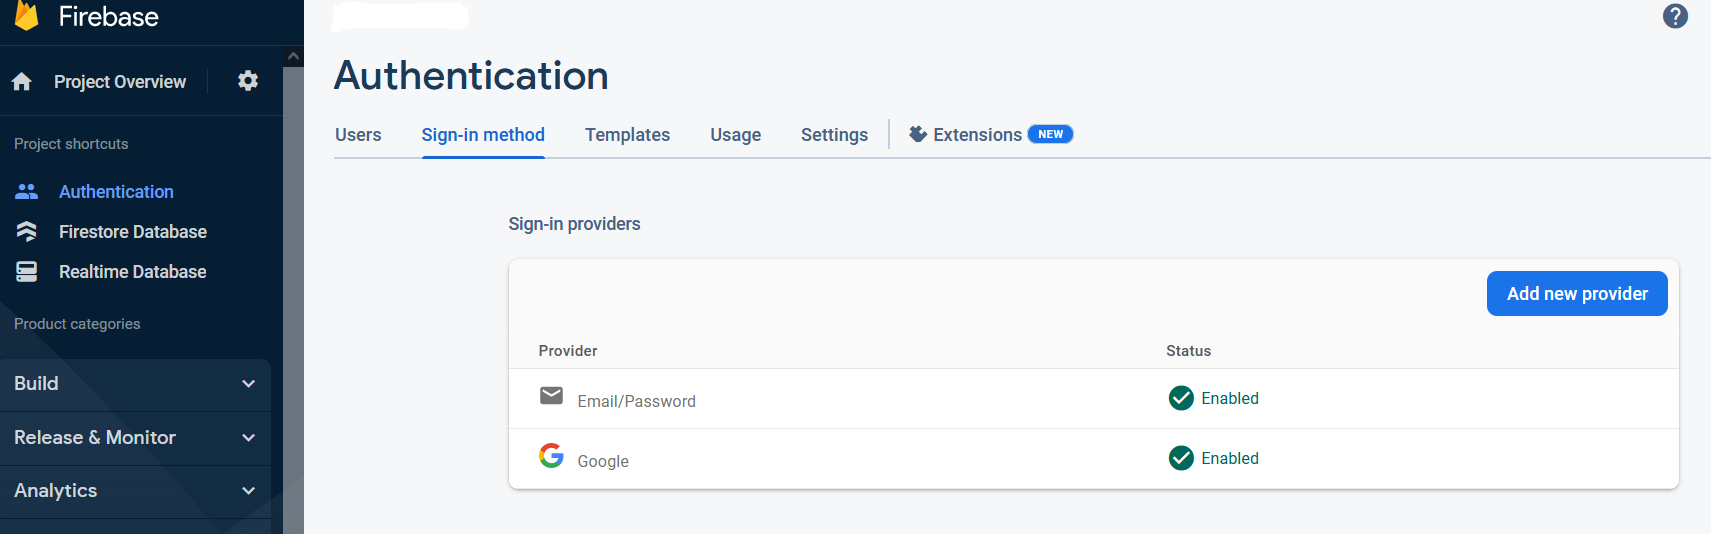 Firebase
Project Overview
Project shortcuts
Authentication
Firestore Database
Realtime Database
Product categories
Build
Release & Monitor
Analytics
?
Authentication
Users Sign-in method Templates Usage Settings Extensions NEW
Sign-in providers
Add new provider
Provider Status
Email/Password Enabled
Google Enabled